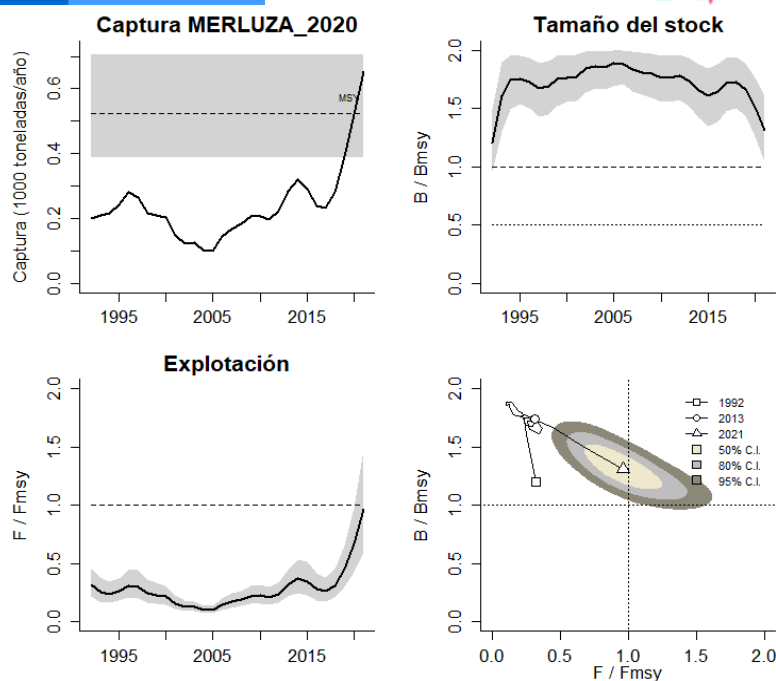 Captura MERLUZA_2020
Captura (1000 toneladas/año)
0.0 0.2 0.4 0.6
MSY
1995 2005 2015
Tamaño del stock
B / Bmsy
0.0 0.5 1.0 1.5 2.0
1995 2005 2015
Explotación
F / Fmsy
0.0 0.5 1.0 1.5 2.0
1995 2005 2015
B / Bmsy
0.0 0.5 1.0 1.5 2.0
1992
2013
2021
50% C.I.
80% C.I.
95% C.I.
0.0 0.5 1.0 1.5 2.0
F / Fmsy